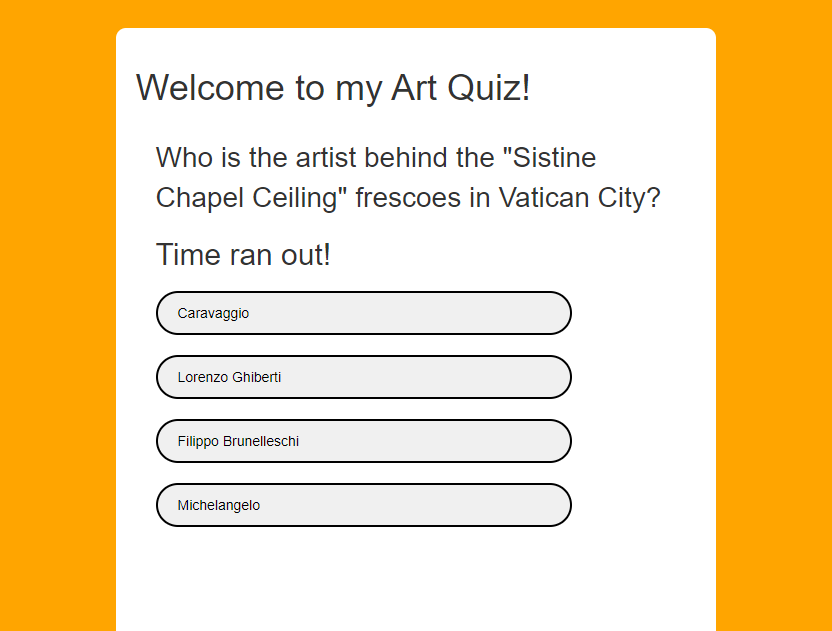 Welcome to my Art Quiz!
Who is the artist behind the "Sistine
Chapel Ceiling" frescoes in Vatican City?
Time ran out!
Caravaggio
Lorenzo Ghiberti
Filippo Brunelleschi
Michelangelo